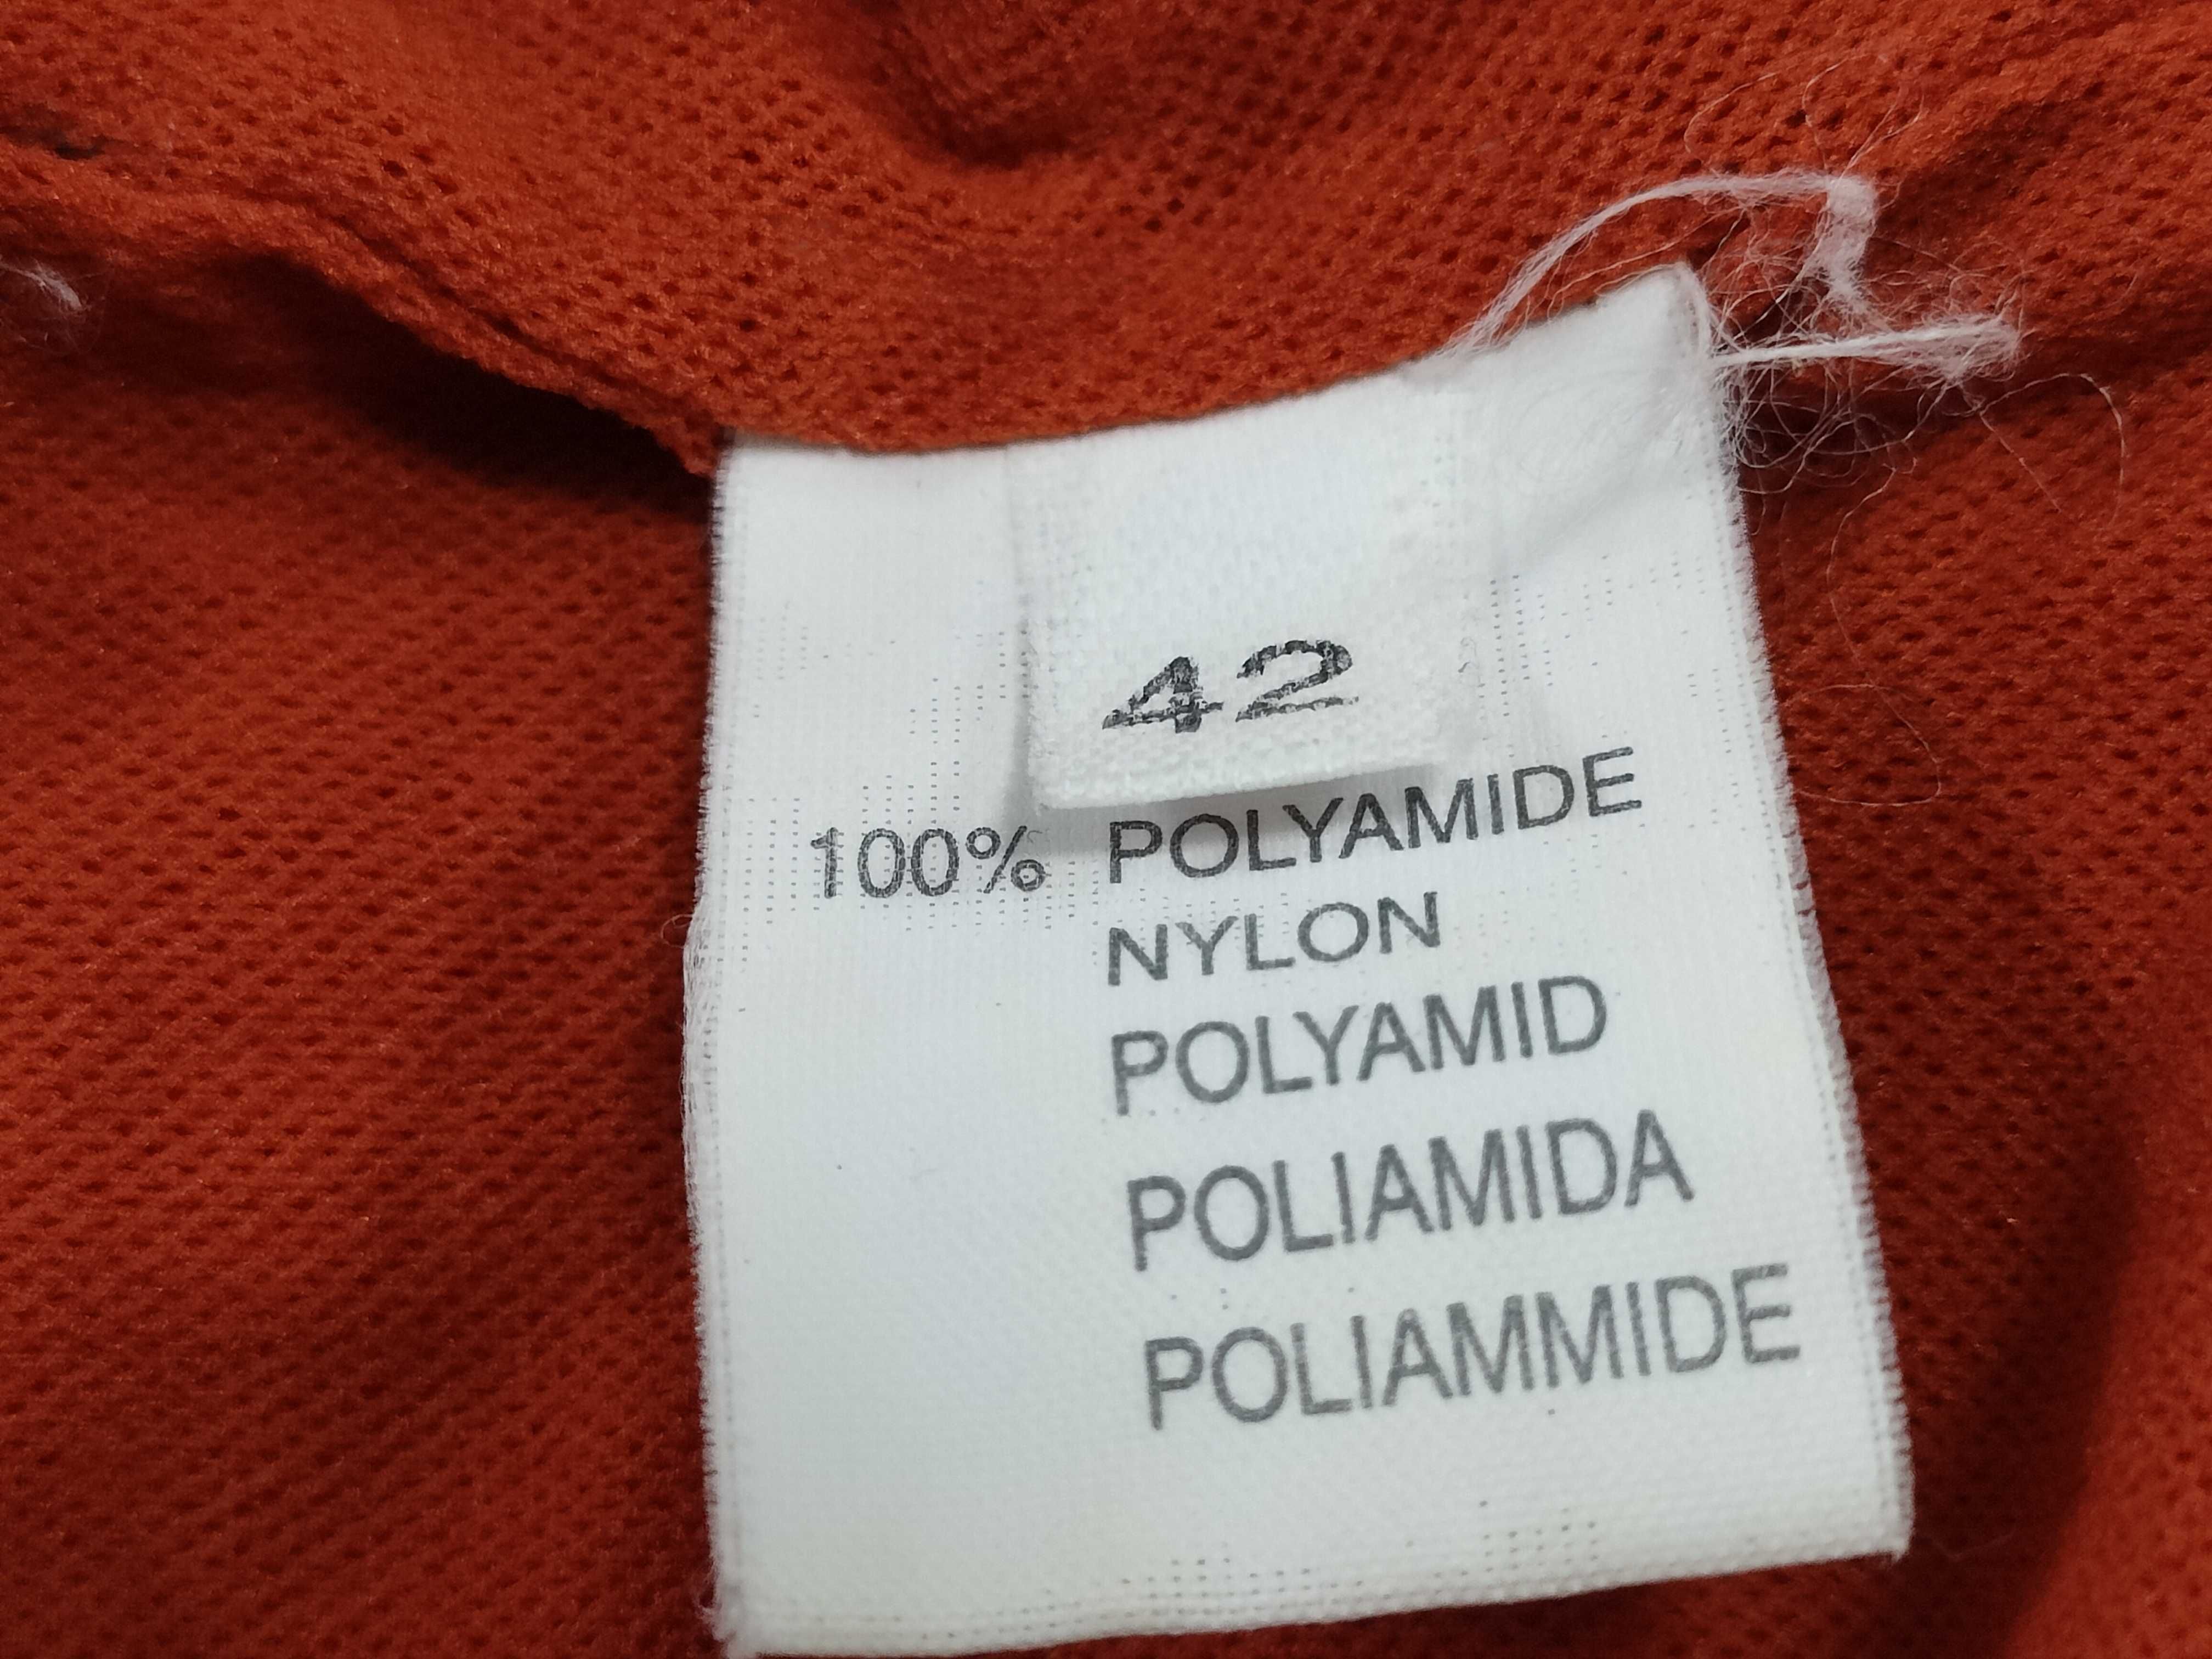 42
100% POLYAMIDE
NYLON
POLYAMID
POLIAMIDA
POLIAMMIDE